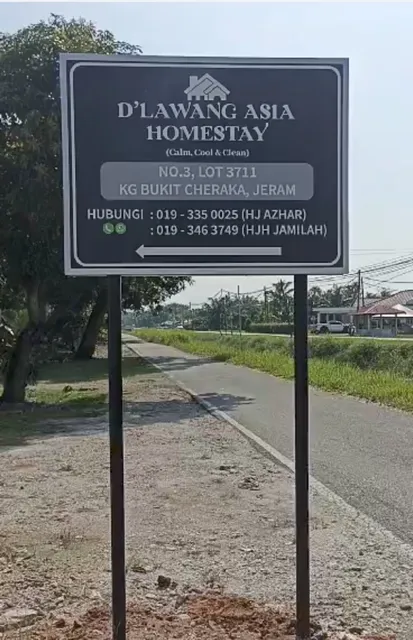 D'LAWANG ASIA
HOMESTAY
(Calm, Cool & Clean)
NO.3, LOT 3711
KG BUKIT CHERAKA, JERAM
HUBUNGI : 019 - 335 0025 (HJ AZHAR)
: 019 - 346 3749 (HJH JAMILAH)